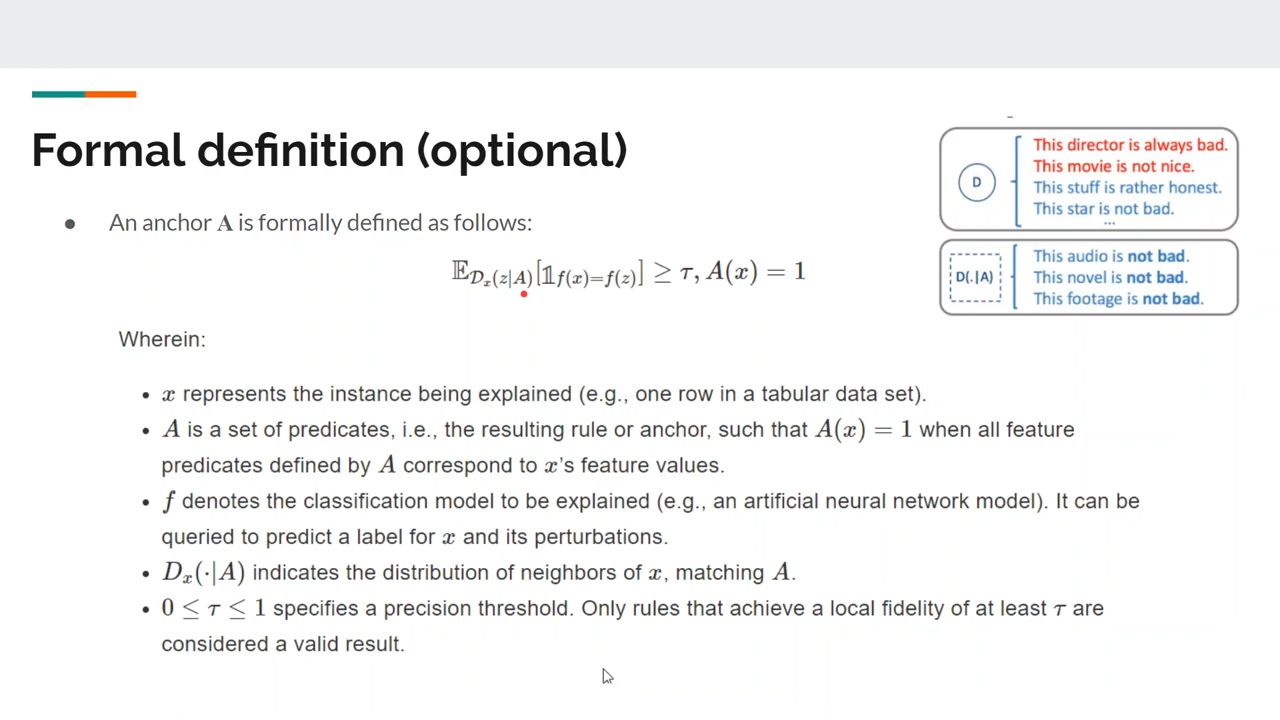 Formal definition (optional)
● An anchor A is formally defined as follows:
𝔼_{𝒟ₓ(z|A)}[𝟙_{f(x)=f(z)}] ≥ τ, A(x) = 1
Wherein:
• x represents the instance being explained (e.g., one row in a tabular data set).
• A is a set of predicates, i.e., the resulting rule or anchor, such that A(x) = 1 when all feature
predicates defined by A correspond to x's feature values.
• f denotes the classification model to be explained (e.g., an artificial neural network model). It can be
queried to predict a label for x and its perturbations.
• Dₓ(·|A) indicates the distribution of neighbors of x, matching A.
• 0 ≤ τ ≤ 1 specifies a precision threshold. Only rules that achieve a local fidelity of at least τ are
considered a valid result.
D
This director is always bad.
This movie is not nice.
This stuff is rather honest.
This star is not bad.
...
D(.|A)
This audio is not bad.
This novel is not bad.
This footage is not bad.